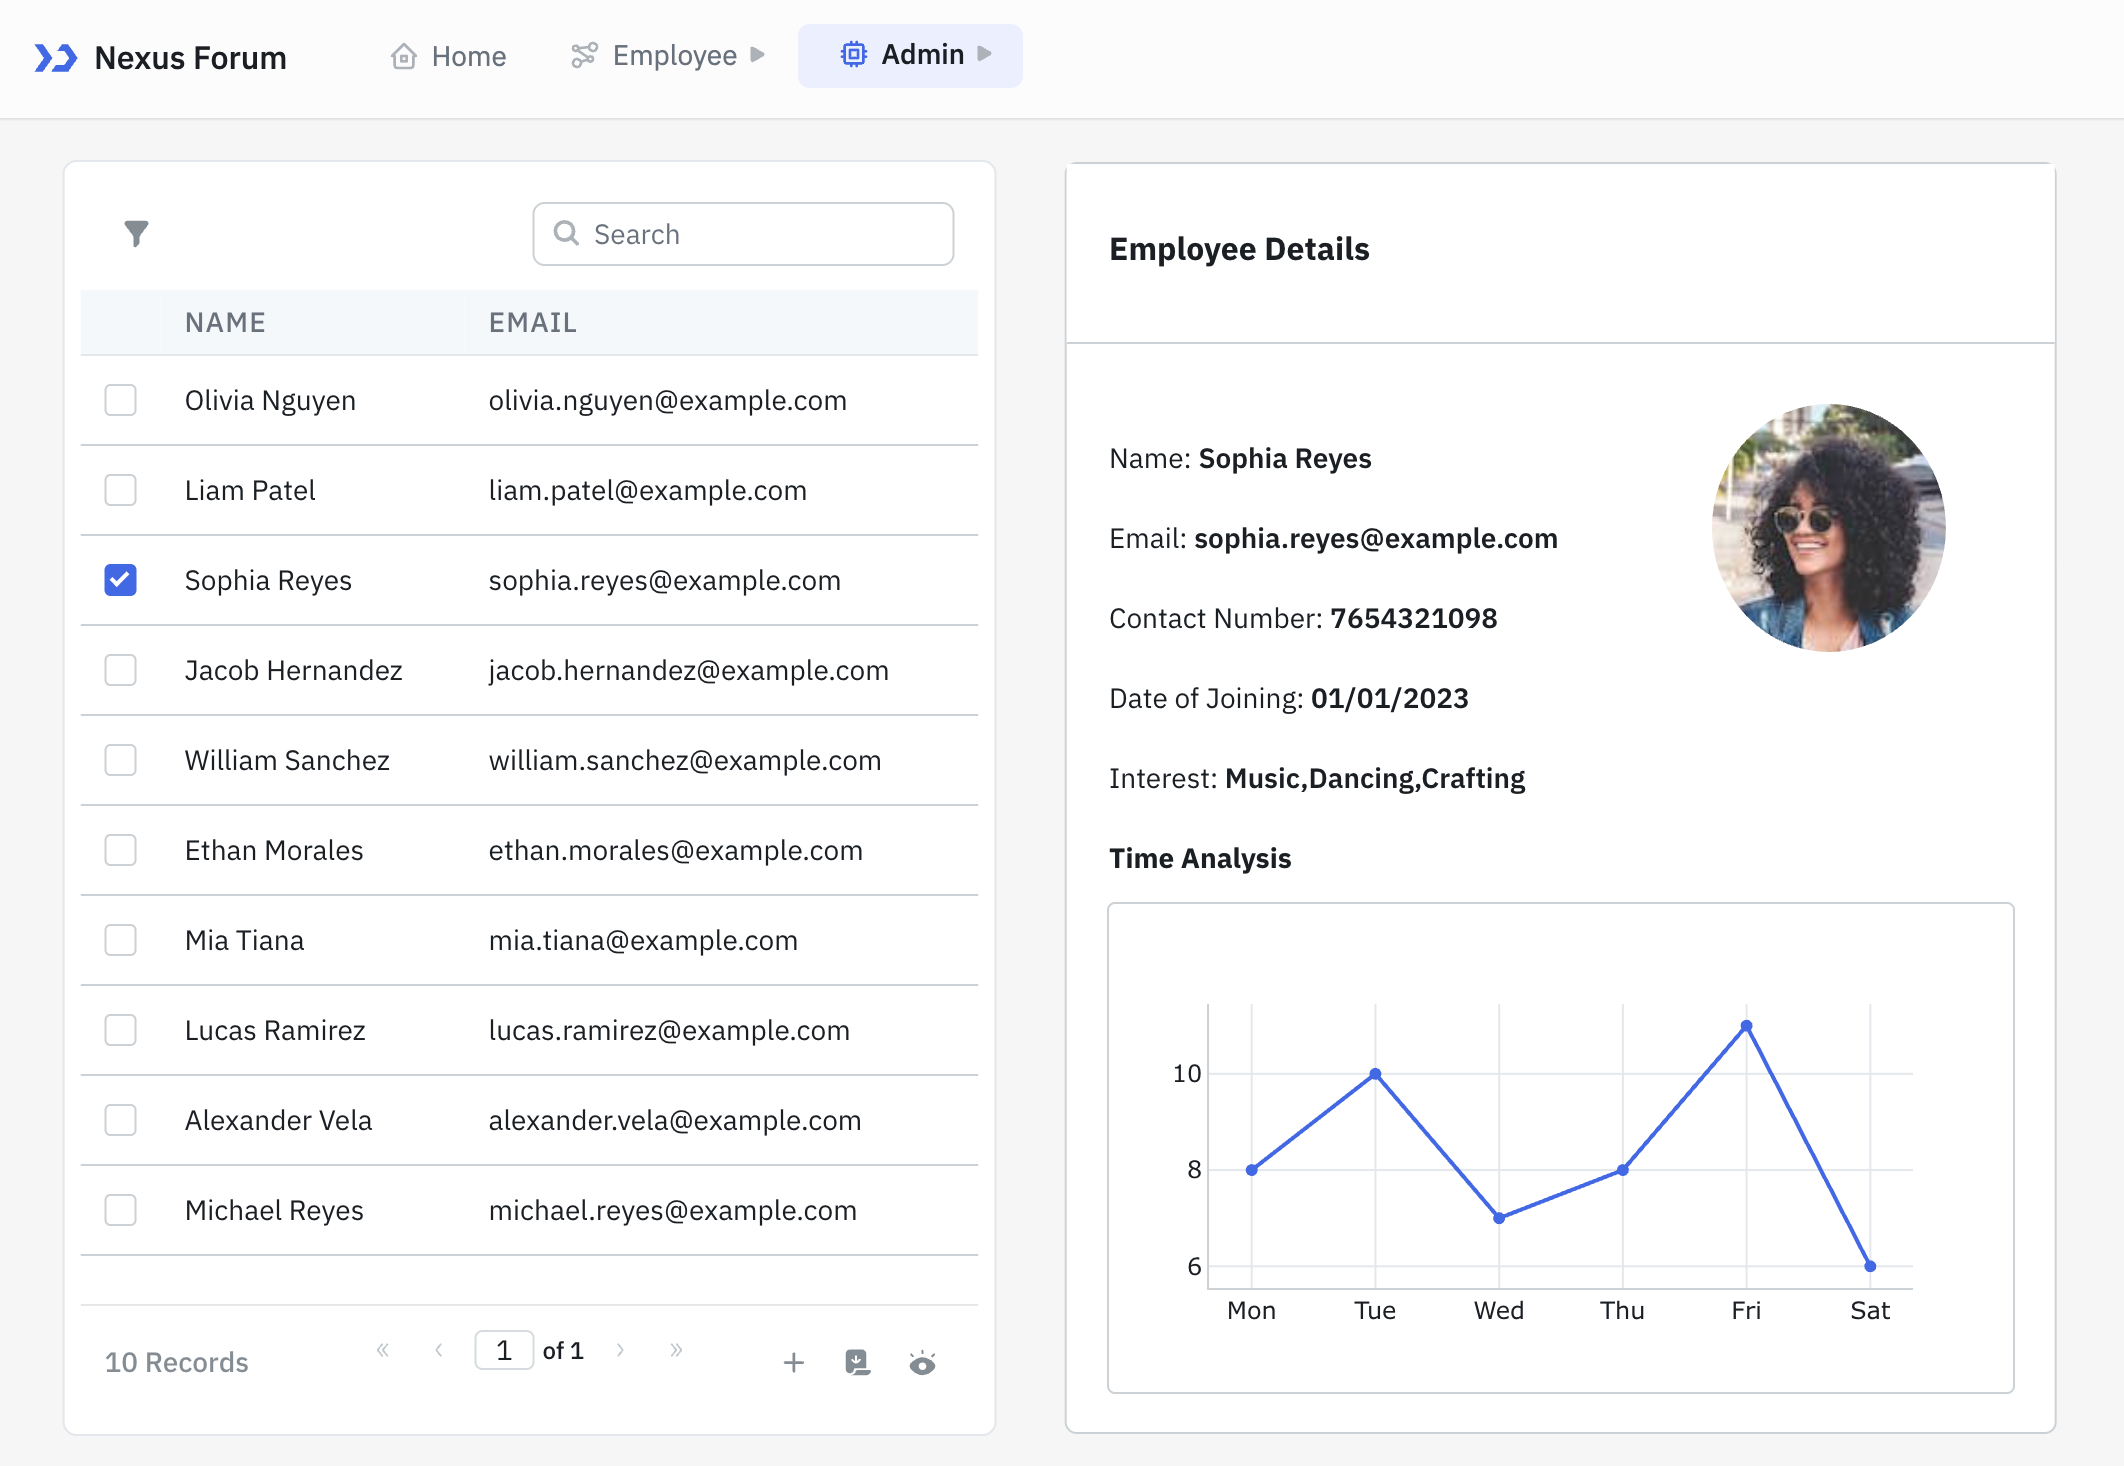 Nexus Forum
Home
Employee
Admin
Search
NAME EMAIL
Olivia Nguyen olivia.nguyen@example.com
Liam Patel liam.patel@example.com
Sophia Reyes sophia.reyes@example.com
Jacob Hernandez jacob.hernandez@example.com
William Sanchez william.sanchez@example.com
Ethan Morales ethan.morales@example.com
Mia Tiana mia.tiana@example.com
Lucas Ramirez lucas.ramirez@example.com
Alexander Vela alexander.vela@example.com
Michael Reyes michael.reyes@example.com
10 Records
« ‹ 1 of 1 › »
Employee Details
Name: Sophia Reyes
Email: sophia.reyes@example.com
Contact Number: 7654321098
Date of Joining: 01/01/2023
Interest: Music,Dancing,Crafting
Time Analysis
10
8
6
Mon Tue Wed Thu Fri Sat